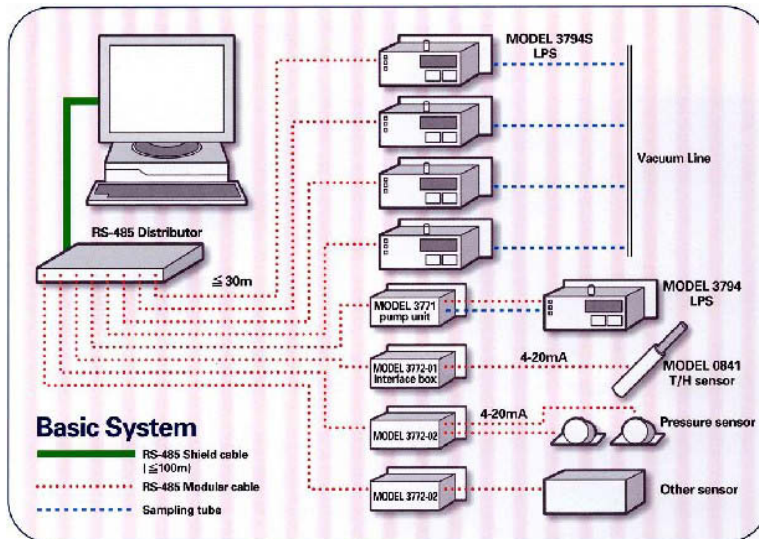 MODEL 3794S
LPS
Vacuum Line
RS-485 Distributor
≦ 30m
MODEL 3771
pump unit
MODEL 3794
LPS
MODEL 3772-01
interface box
4-20mA
MODEL 0841
T/H sensor
MODEL 3772-02
4-20mA
Pressure sensor
MODEL 3772-02
Other sensor
Basic System
RS-485 Shield cable
(≦100m)
RS-485 Modular cable
Sampling tube